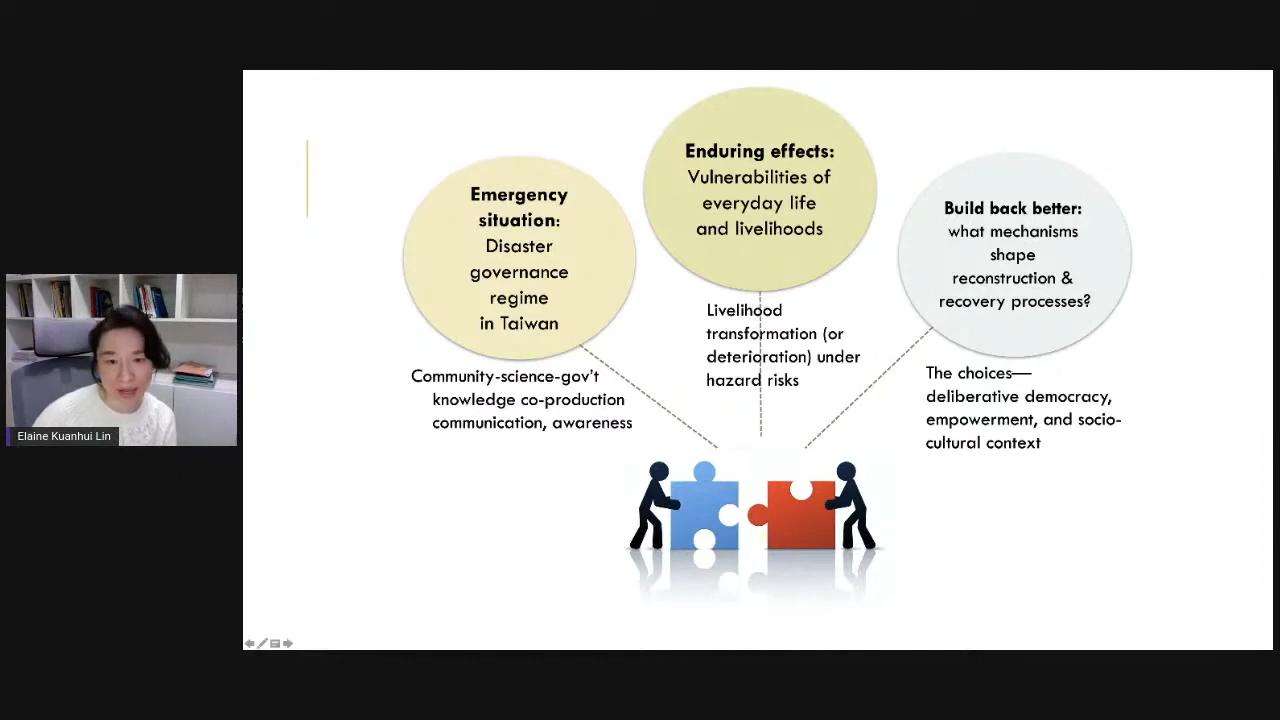 Emergency
situation:
Disaster
governance
regime
in Taiwan
Community-science-gov't
knowledge co-production
communication, awareness
Enduring effects:
Vulnerabilities of
everyday life
and livelihoods
Livelihood
transformation (or
deterioration) under
hazard risks
Build back better:
what mechanisms
shape
reconstruction &
recovery processes?
The choices—
deliberative democracy,
empowerment, and socio-
cultural context
Elaine Kuanhui Lin